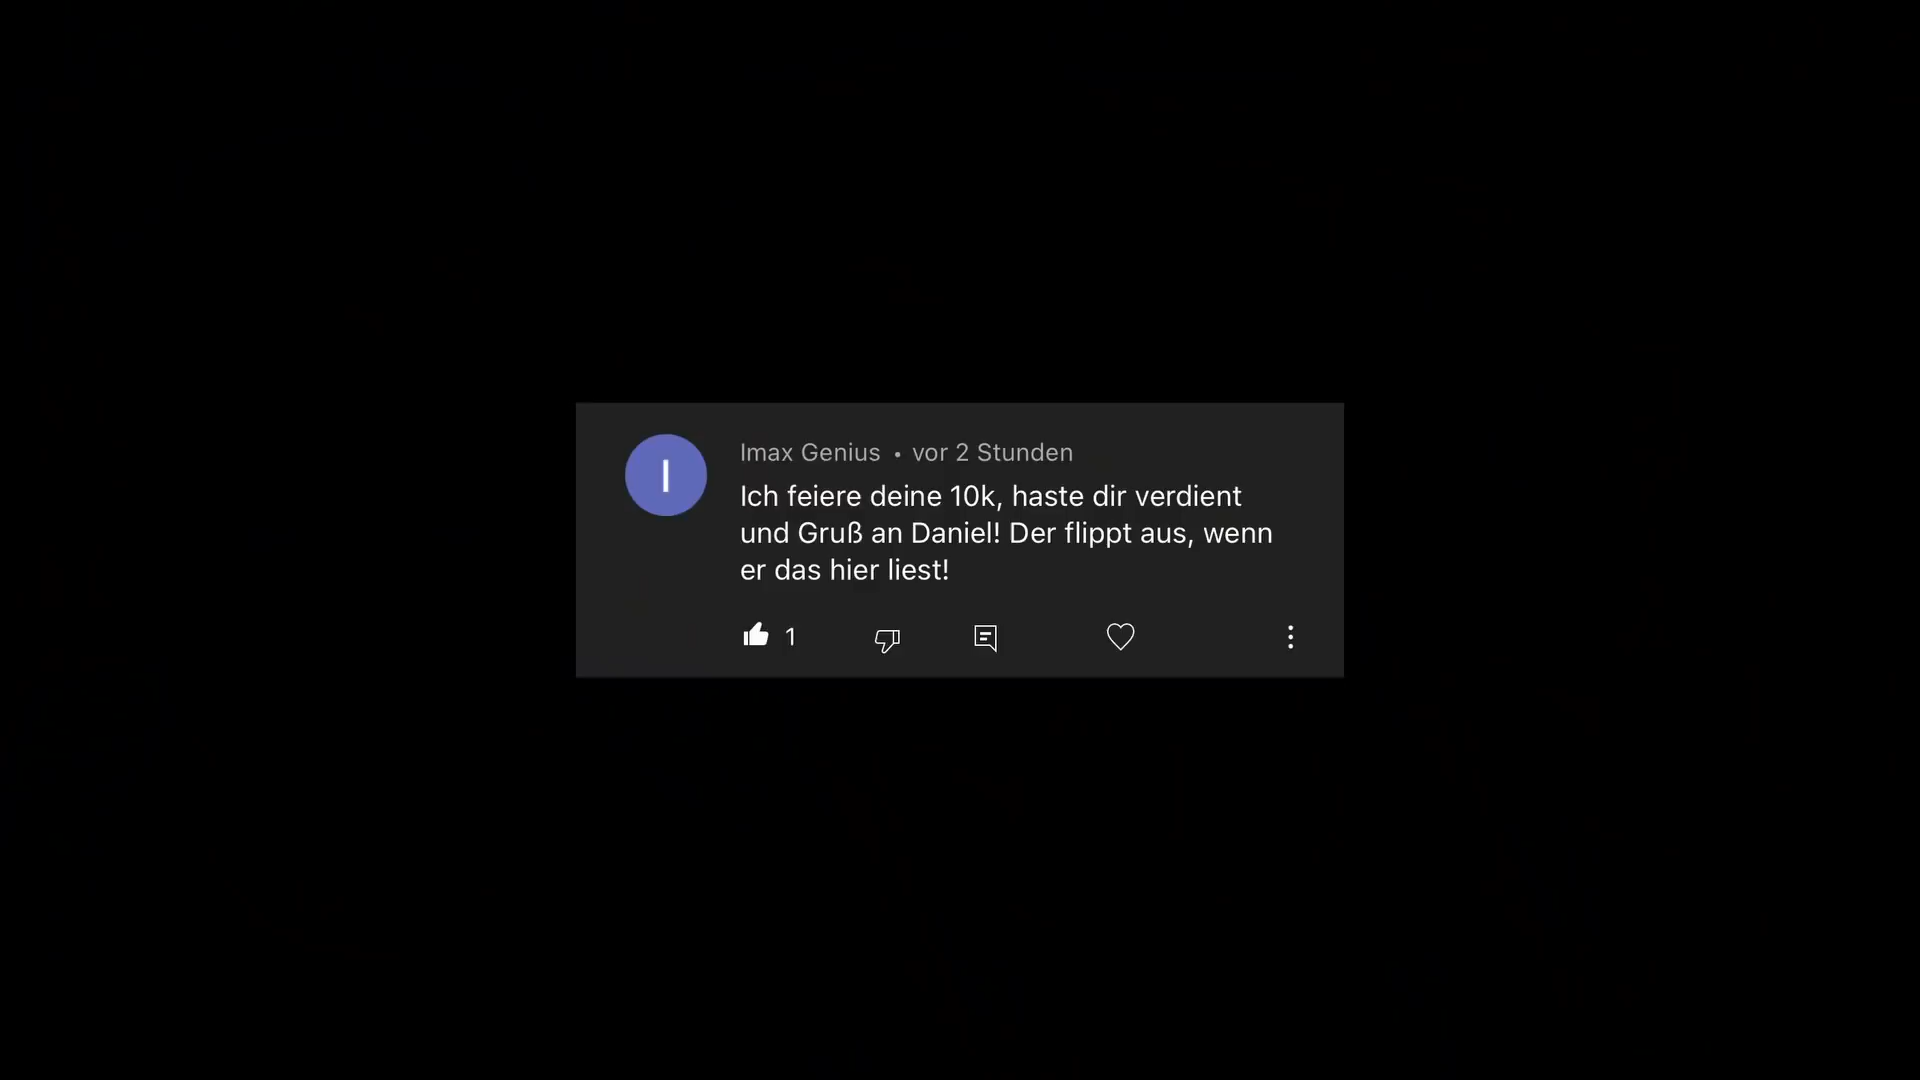 I
Imax Genius • vor 2 Stunden
Ich feiere deine 10k, haste dir verdient
und Gruß an Daniel! Der flippt aus, wenn
er das hier liest!
1